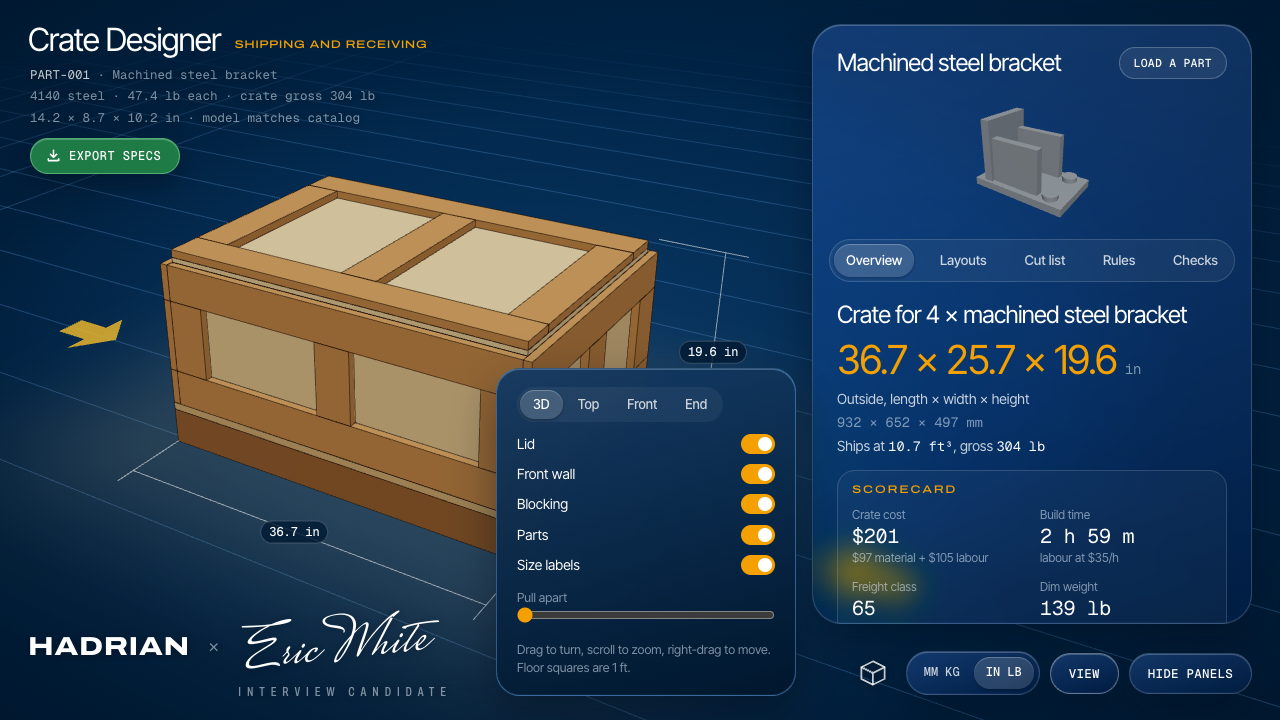 Crate Designer SHIPPING AND RECEIVING
PART-001 · Machined steel bracket
4140 steel · 47.4 lb each · crate gross 304 lb
14.2 × 8.7 × 10.2 in · model matches catalog
EXPORT SPECS
19.6 in
36.7 in
3D Top Front End
Lid
Front wall
Blocking
Parts
Size labels
Pull apart
Drag to turn, scroll to zoom, right-drag to move.
Floor squares are 1 ft.
HADRIAN × Eric White
INTERVIEW CANDIDATE
Machined steel bracket LOAD A PART
Overview Layouts Cut list Rules Checks
Crate for 4 × machined steel bracket
36.7 × 25.7 × 19.6 in
Outside, length × width × height
932 × 652 × 497 mm
Ships at 10.7 ft³, gross 304 lb
SCORECARD
Crate cost
$201
$97 material + $105 labour
Build time
2 h 59 m
labour at $35/h
Freight class
65
Dim weight
139 lb
MM KG IN LB VIEW HIDE PANELS